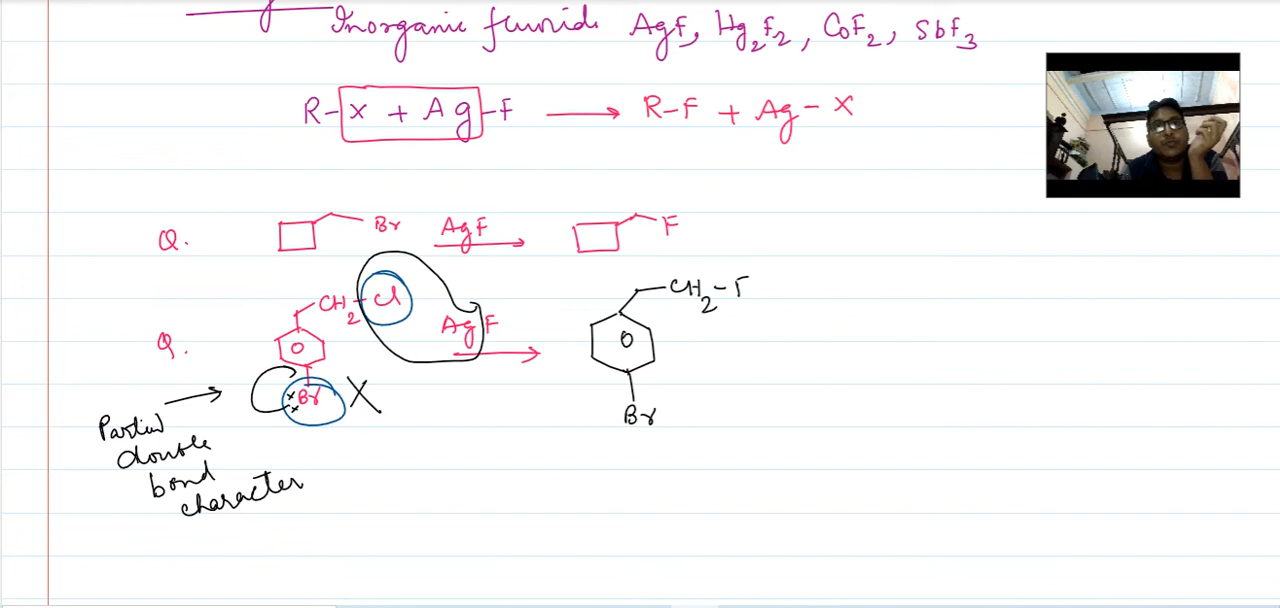 Inorganic fluoride AgF, Hg₂F₂, CoF₂, SbF₃
R-X + Ag-F ⟶ R-F + Ag-X
Q. Br AgF ⟶ F
CH₂-Cl
CH₂-F
Q. AgF ⟶
Br X
Br
Partial
double
bond
character